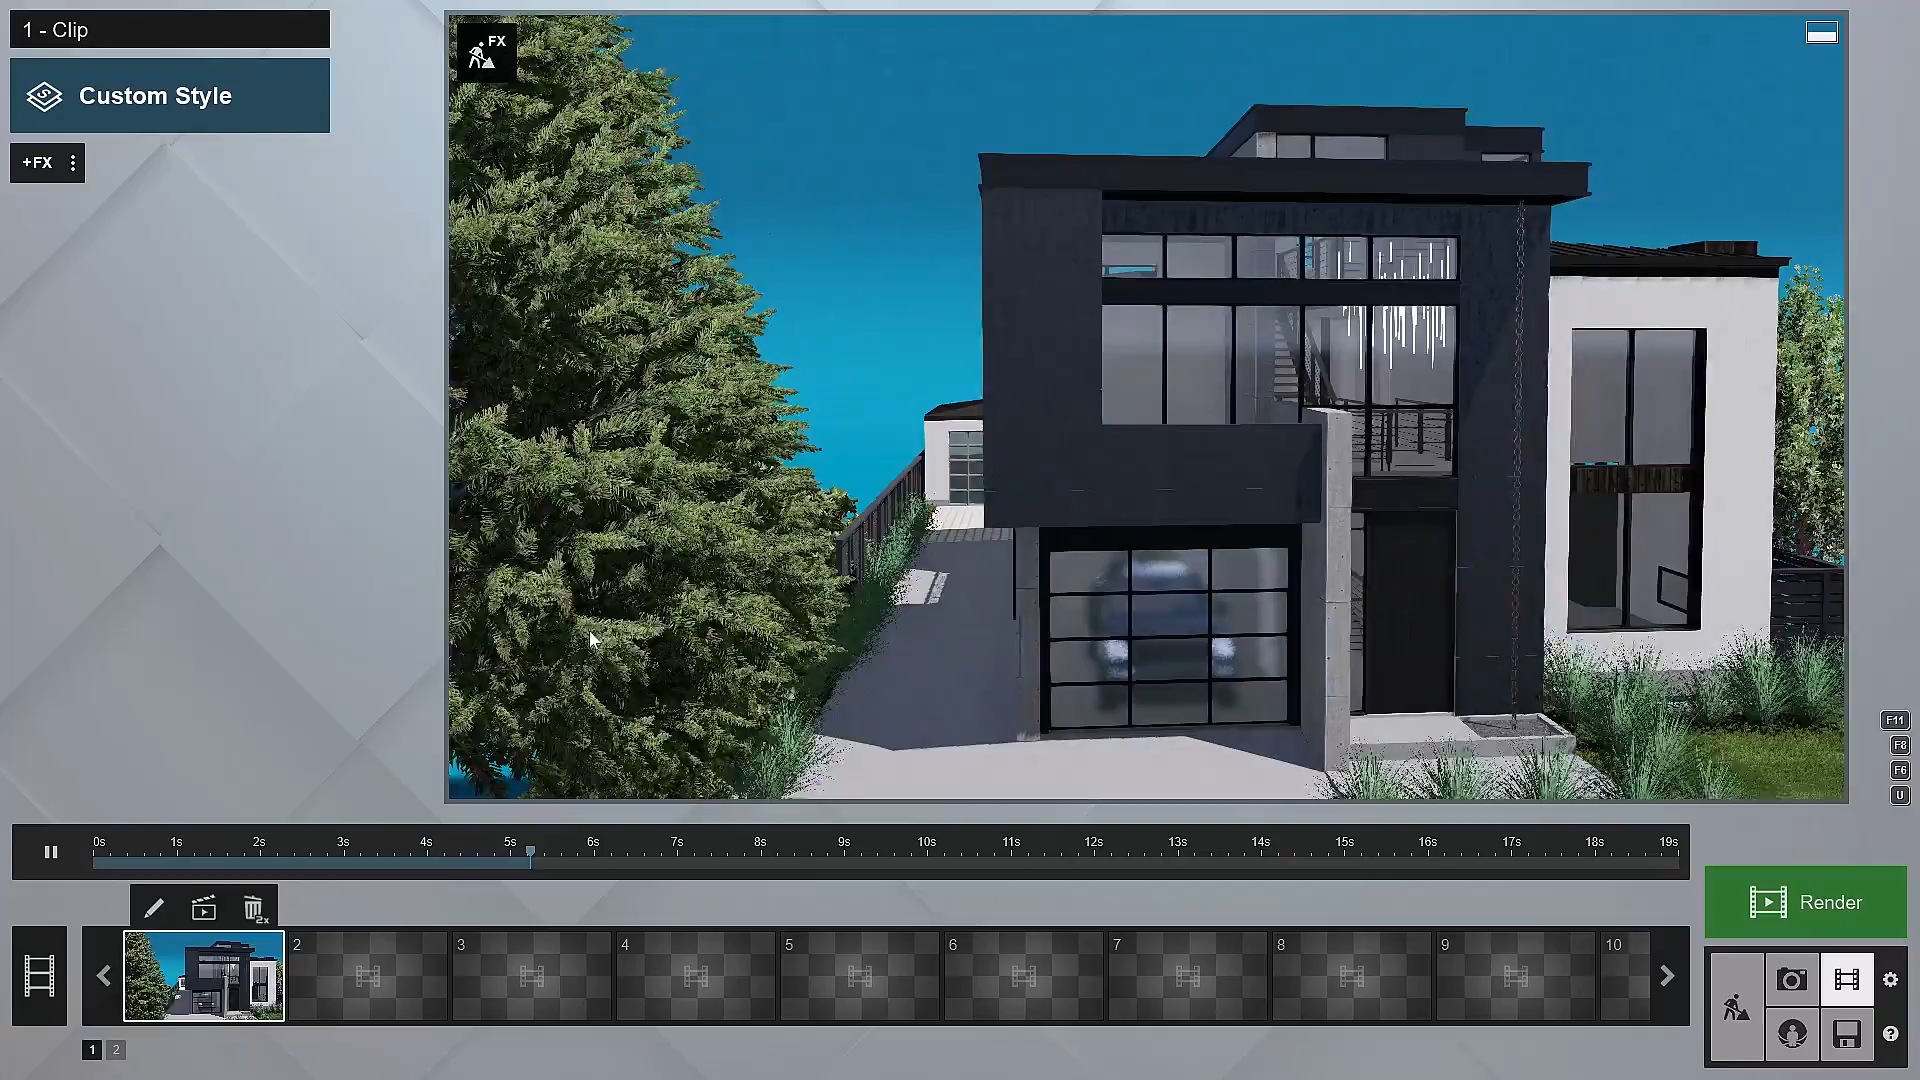 1 - Clip
Custom Style
+FX
FX
F11
F8
F6
U
0s 1s 2s 3s 4s 5s 6s 7s 8s 9s 10s 11s 12s 13s 14s 15s 16s 17s 18s 19s
2x
Render
2 3 4 5 6 7 8 9 10
?
1 2